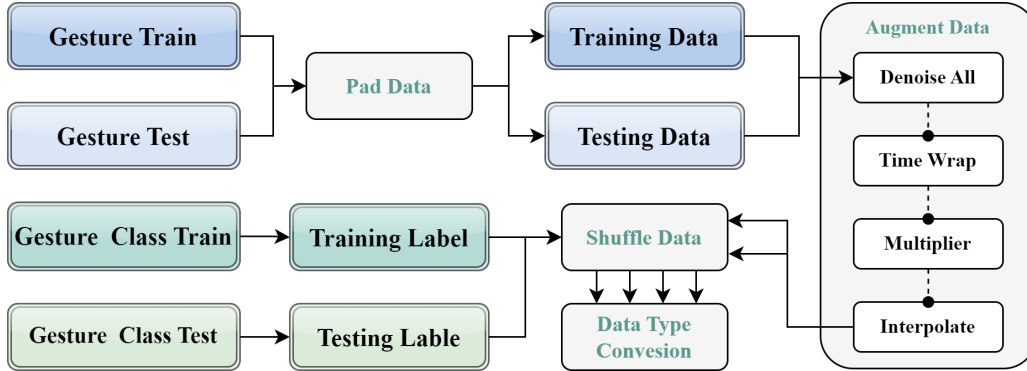 Gesture Train
Training Data
Augment Data
Pad Data
Denoise All
Gesture Test
Testing Data
Time Wrap
Gesture Class Train
Training Label
Shuffle Data
Multiplier
Gesture Class Test
Testing Lable
Data Type
Convesion
Interpolate